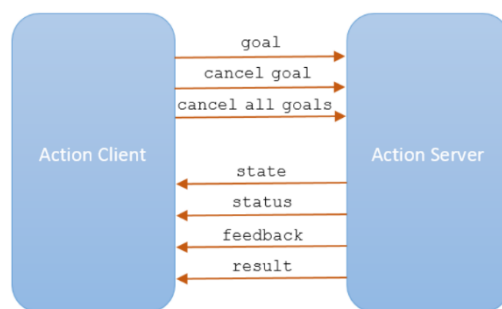 goal
cancel goal
cancel all goals
Action Client
Action Server
state
status
feedback
result